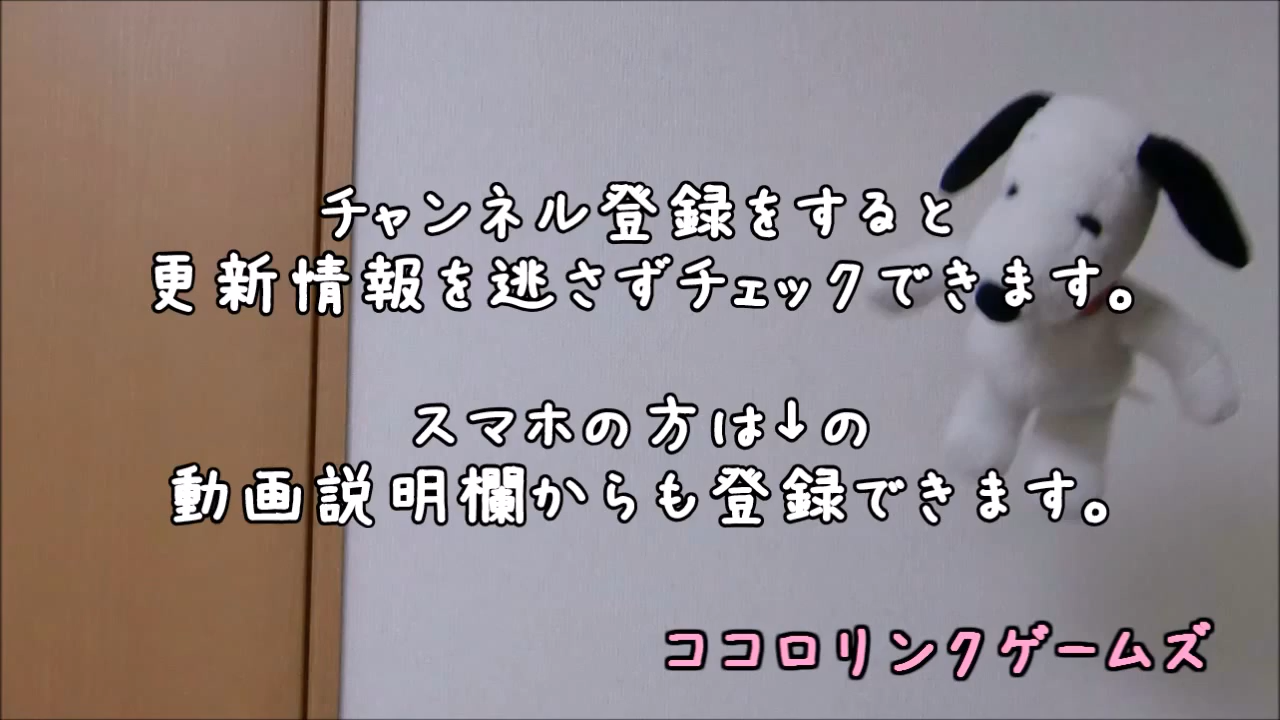 チャンネル登録をすると
更新情報を逃さずチェックできます。
スマホの方は↓の
動画説明欄からも登録できます。
ココロリンクゲームズ